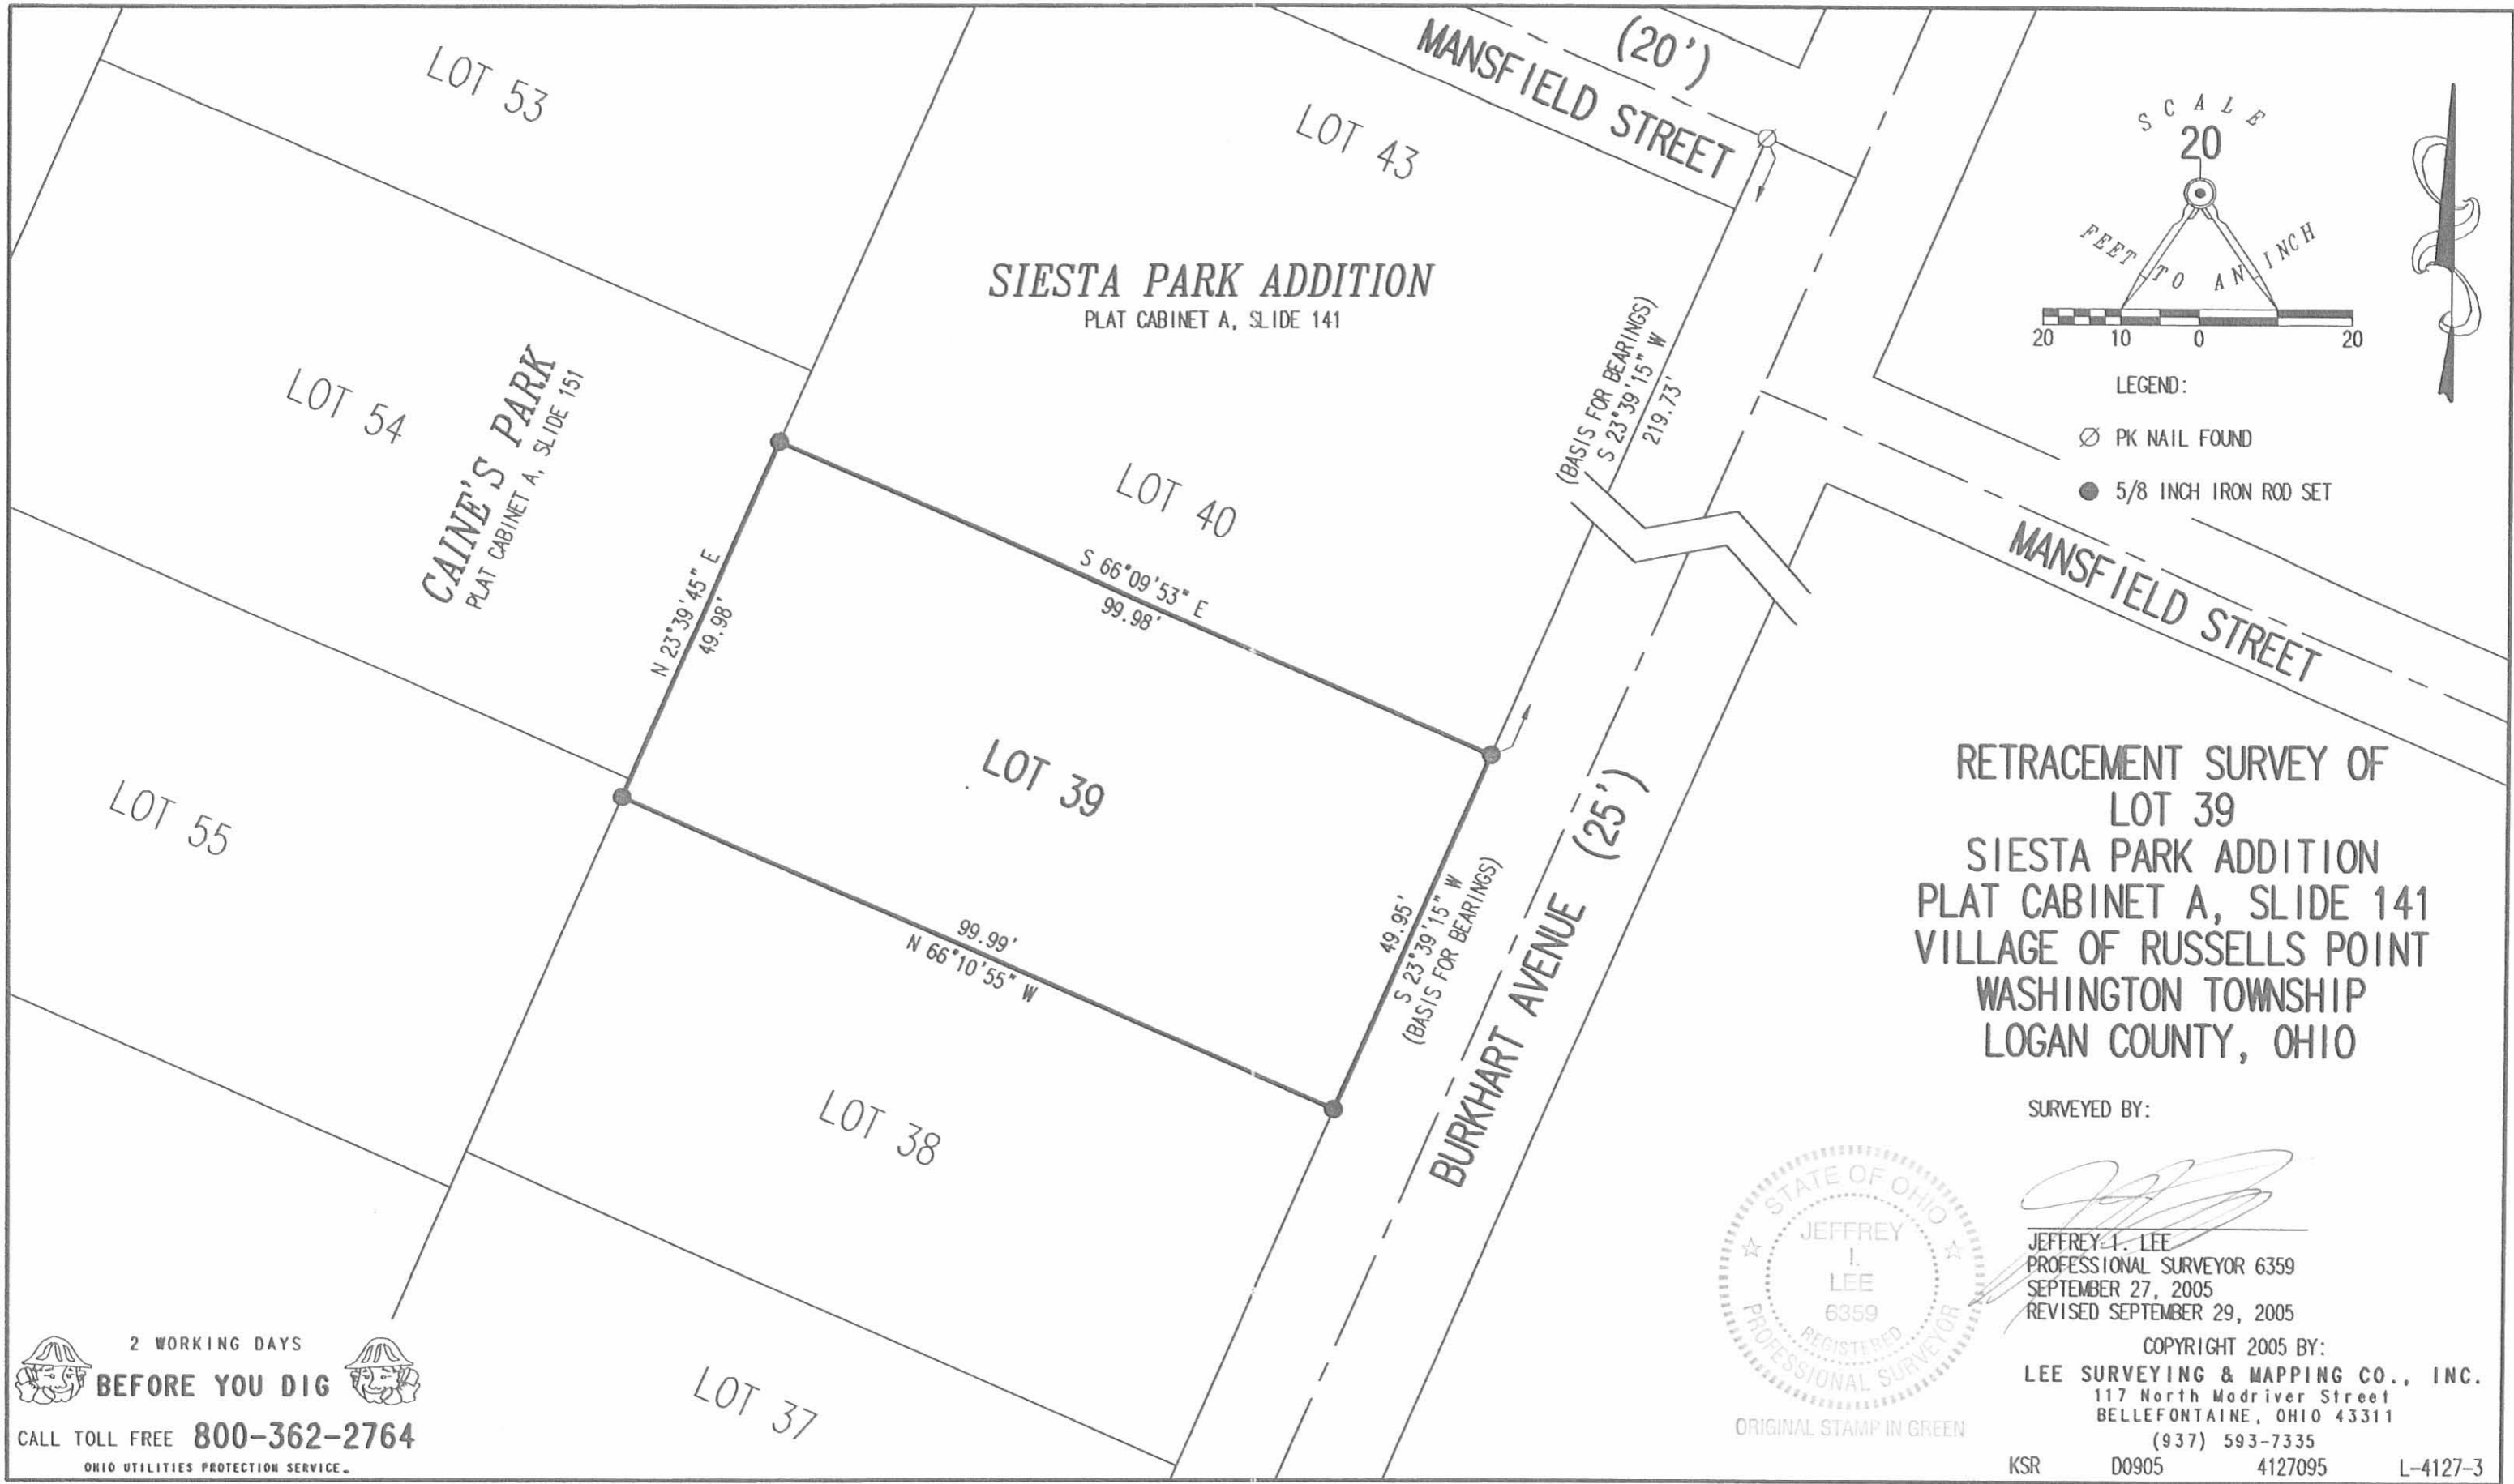 LOT 53
(20')
MANSFIELD STREET
LOT 43
SCALE
20
FEET TO AN INCH
20 10 0 20
SIESTA PARK ADDITION
PLAT CABINET A, SLIDE 141
LEGEND:
PK NAIL FOUND
5/8 INCH IRON ROD SET
(BASIS FOR BEARINGS)
S 23°39'15" W
219.73'
LOT 54
CAINE'S PARK
PLAT CABINET A, SLIDE 151
LOT 40
MANSFIELD STREET
N 23°39'45" E
49.98'
S 66°09'53" E
99.98'
LOT 39
LOT 55
99.99'
N 66°10'55" W
49.95'
S 23°39'15" W
(BASIS FOR BEARINGS)
BURKHART AVENUE (25')
LOT 38
LOT 37
RETRACEMENT SURVEY OF
LOT 39
SIESTA PARK ADDITION
PLAT CABINET A, SLIDE 141
VILLAGE OF RUSSELLS POINT
WASHINGTON TOWNSHIP
LOGAN COUNTY, OHIO
SURVEYED BY:
STATE OF OHIO
JEFFREY
I.
LEE
6359
REGISTERED
PROFESSIONAL SURVEYOR
ORIGINAL STAMP IN GREEN
JEFFREY I. LEE
PROFESSIONAL SURVEYOR 6359
SEPTEMBER 27, 2005
REVISED SEPTEMBER 29, 2005
COPYRIGHT 2005 BY:
LEE SURVEYING & MAPPING CO., INC.
117 North Madriver Street
BELLEFONTAINE, OHIO 43311
(937) 593-7335
KSR D0905 4127095 L-4127-3
2 WORKING DAYS
BEFORE YOU DIG
CALL TOLL FREE 800-362-2764
OHIO UTILITIES PROTECTION SERVICE.